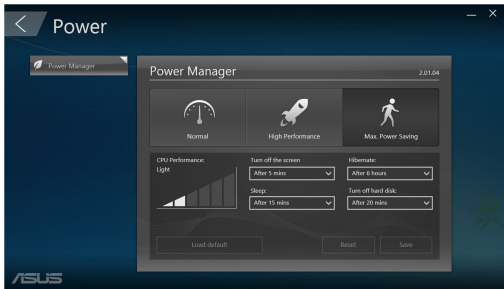 Power
Power Manager
Power Manager
2.01.04
Normal
High Performance
Max. Power Saving
CPU Performance:
Light
Turn off the screen
After 5 mins
Hibernate:
After 6 hours
Sleep:
After 15 mins
Turn off hard disk:
After 20 mins
Load default
Reset
Save
ASUS